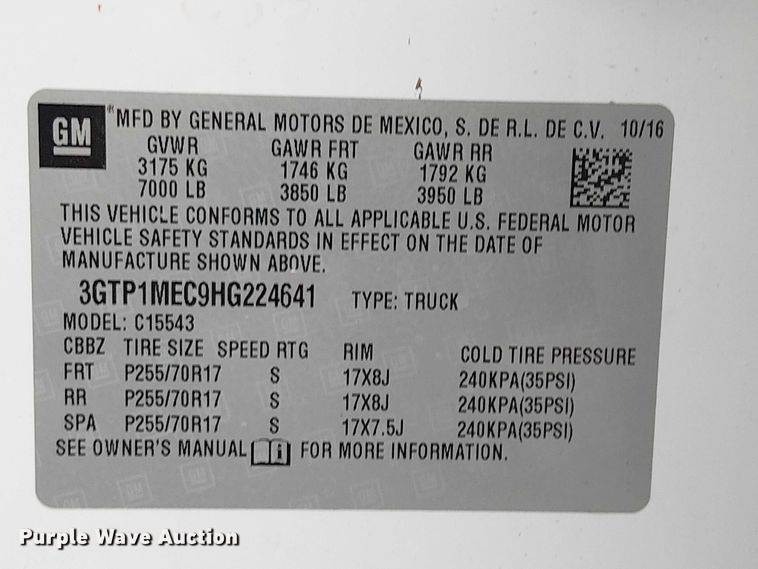 GM
MFD BY GENERAL MOTORS DE MEXICO, S. DE R.L. DE C.V. 10/16
GVWR GAWR FRT GAWR RR
3175 KG 1746 KG 1792 KG
7000 LB 3850 LB 3950 LB
THIS VEHICLE CONFORMS TO ALL APPLICABLE U.S. FEDERAL MOTOR
VEHICLE SAFETY STANDARDS IN EFFECT ON THE DATE OF
MANUFACTURE SHOWN ABOVE.
3GTP1MEC9HG224641 TYPE: TRUCK
MODEL: C15543
CBBZ TIRE SIZE SPEED RTG RIM COLD TIRE PRESSURE
FRT P255/70R17 S 17X8J 240KPA(35PSI)
RR P255/70R17 S 17X8J 240KPA(35PSI)
SPA P255/70R17 S 17X7.5J 240KPA(35PSI)
SEE OWNER'S MANUAL i FOR MORE INFORMATION.
Purple Wave Auction